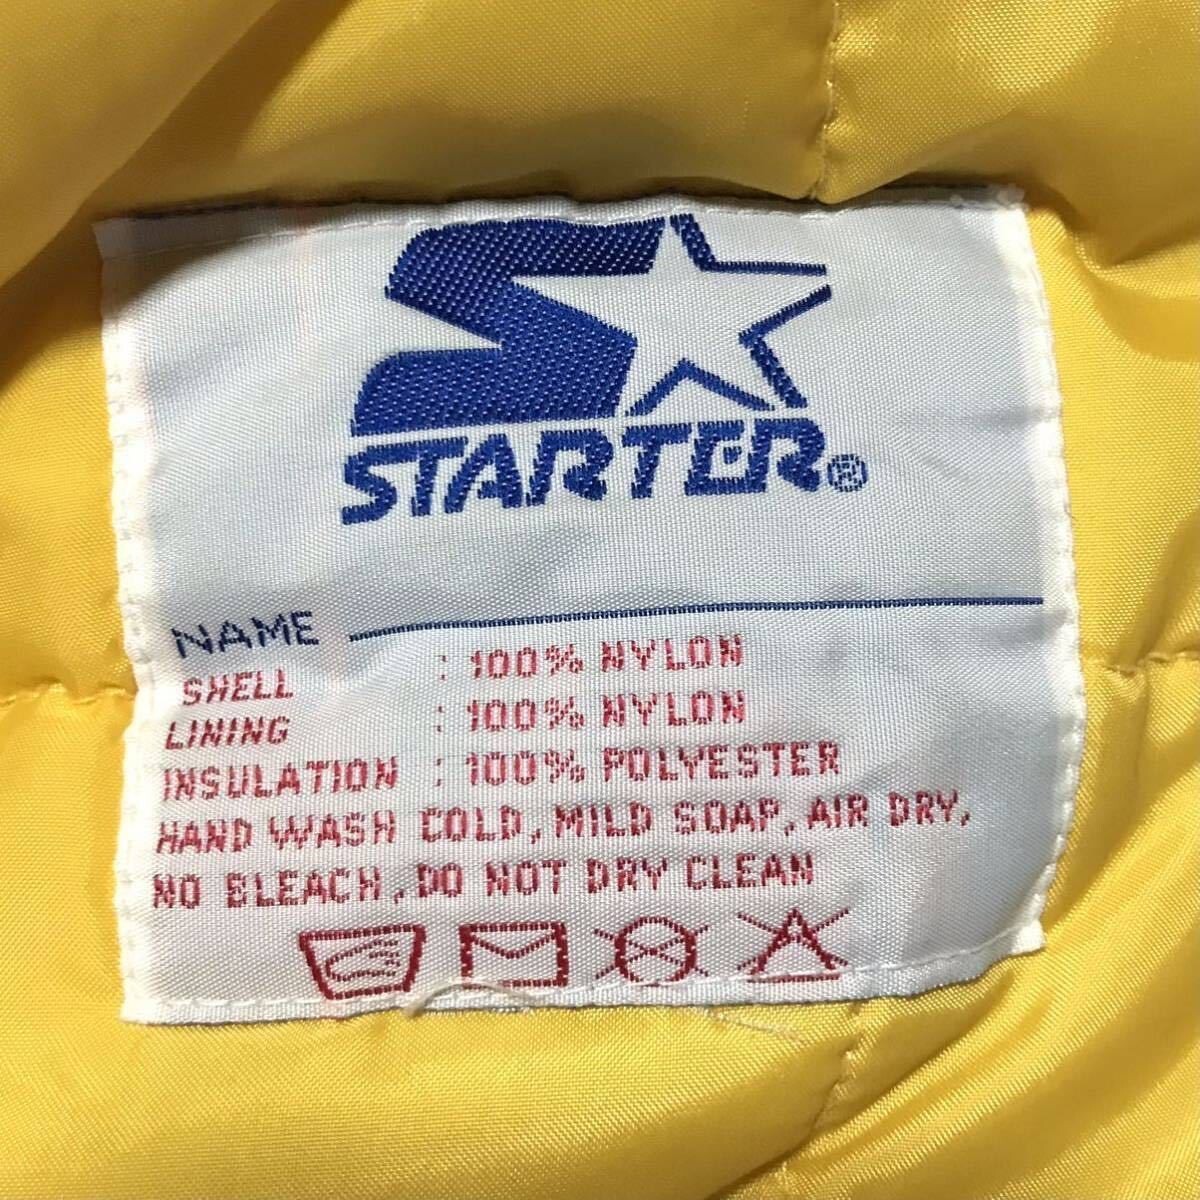 STARTER®
NAME
SHELL : 100% NYLON
LINING : 100% NYLON
INSULATION : 100% POLYESTER
HAND WASH COLD, MILD SOAP, AIR DRY,
NO BLEACH, DO NOT DRY CLEAN